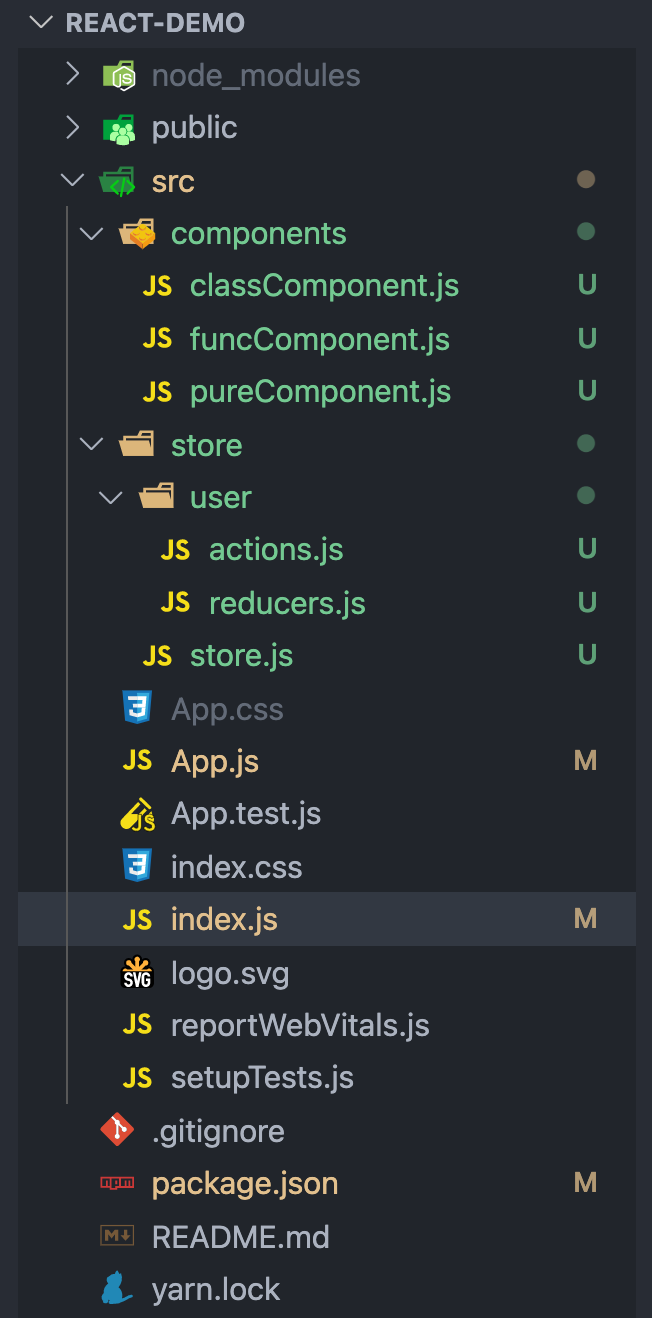 REACT-DEMO
node_modules
public
src
components
JS classComponent.js U
JS funcComponent.js U
JS pureComponent.js U
store
user
JS actions.js U
JS reducers.js U
JS store.js U
App.css
JS App.js M
JS App.test.js
index.css
JS index.js M
SVG logo.svg
JS reportWebVitals.js
JS setupTests.js
.gitignore
npm package.json M
M README.md
yarn.lock